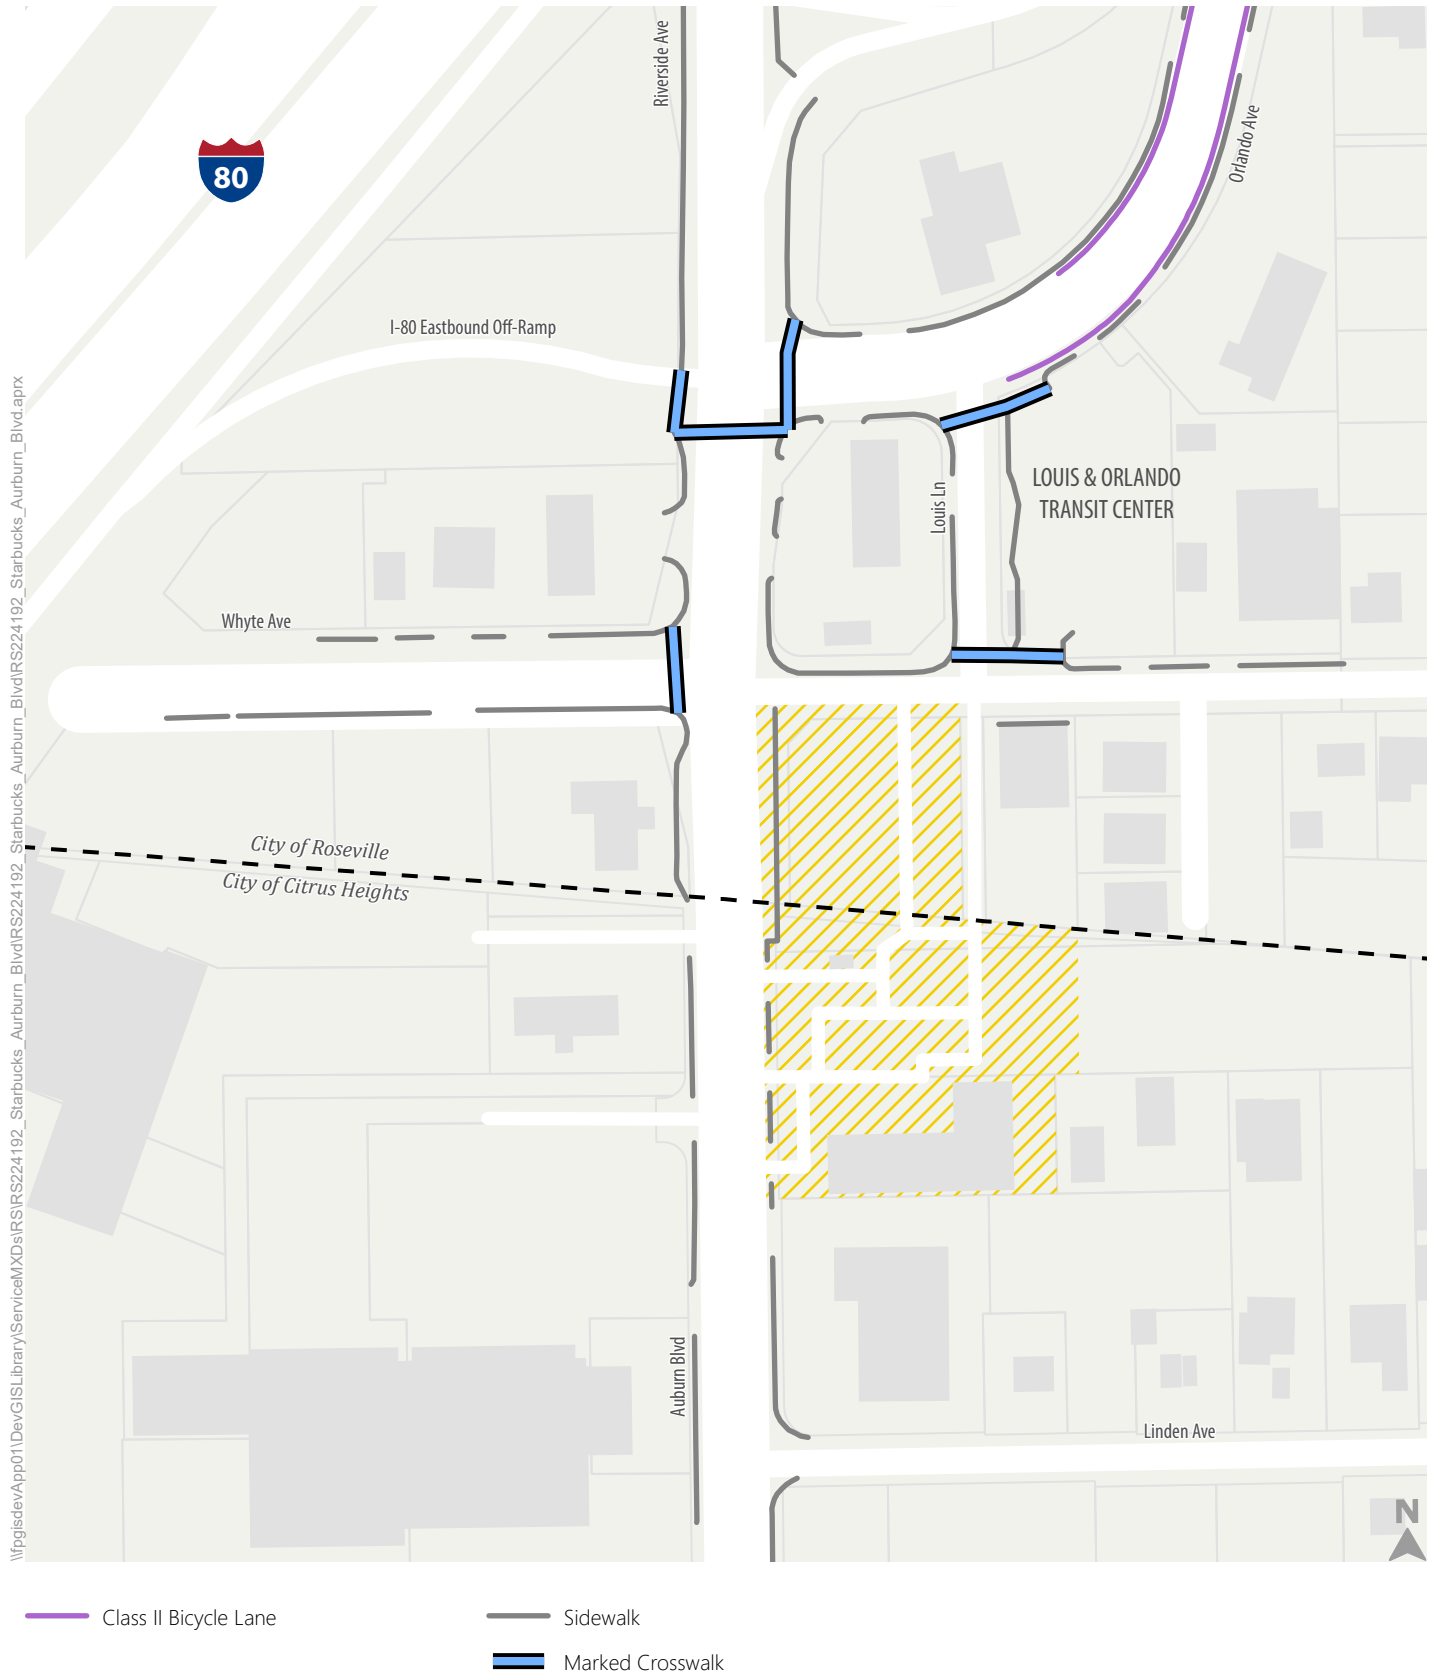 Riverside Ave
Orlando Ave
80
I-80 Eastbound Off-Ramp
LOUIS & ORLANDO
TRANSIT CENTER
Louis Ln
Whyte Ave
City of Roseville
City of Citrus Heights
Auburn Blvd
Linden Ave
N
\\fpgisdevApp01\DevGISLibrary\ServiceMXDs\RS\RS224192_Starbucks_Aurburn_Blvd\RS224192_Starbucks_Aurburn_Blvd\RS224192_Starbucks_Aurburn_Blvd.aprx
Class II Bicycle Lane
Sidewalk
Marked Crosswalk